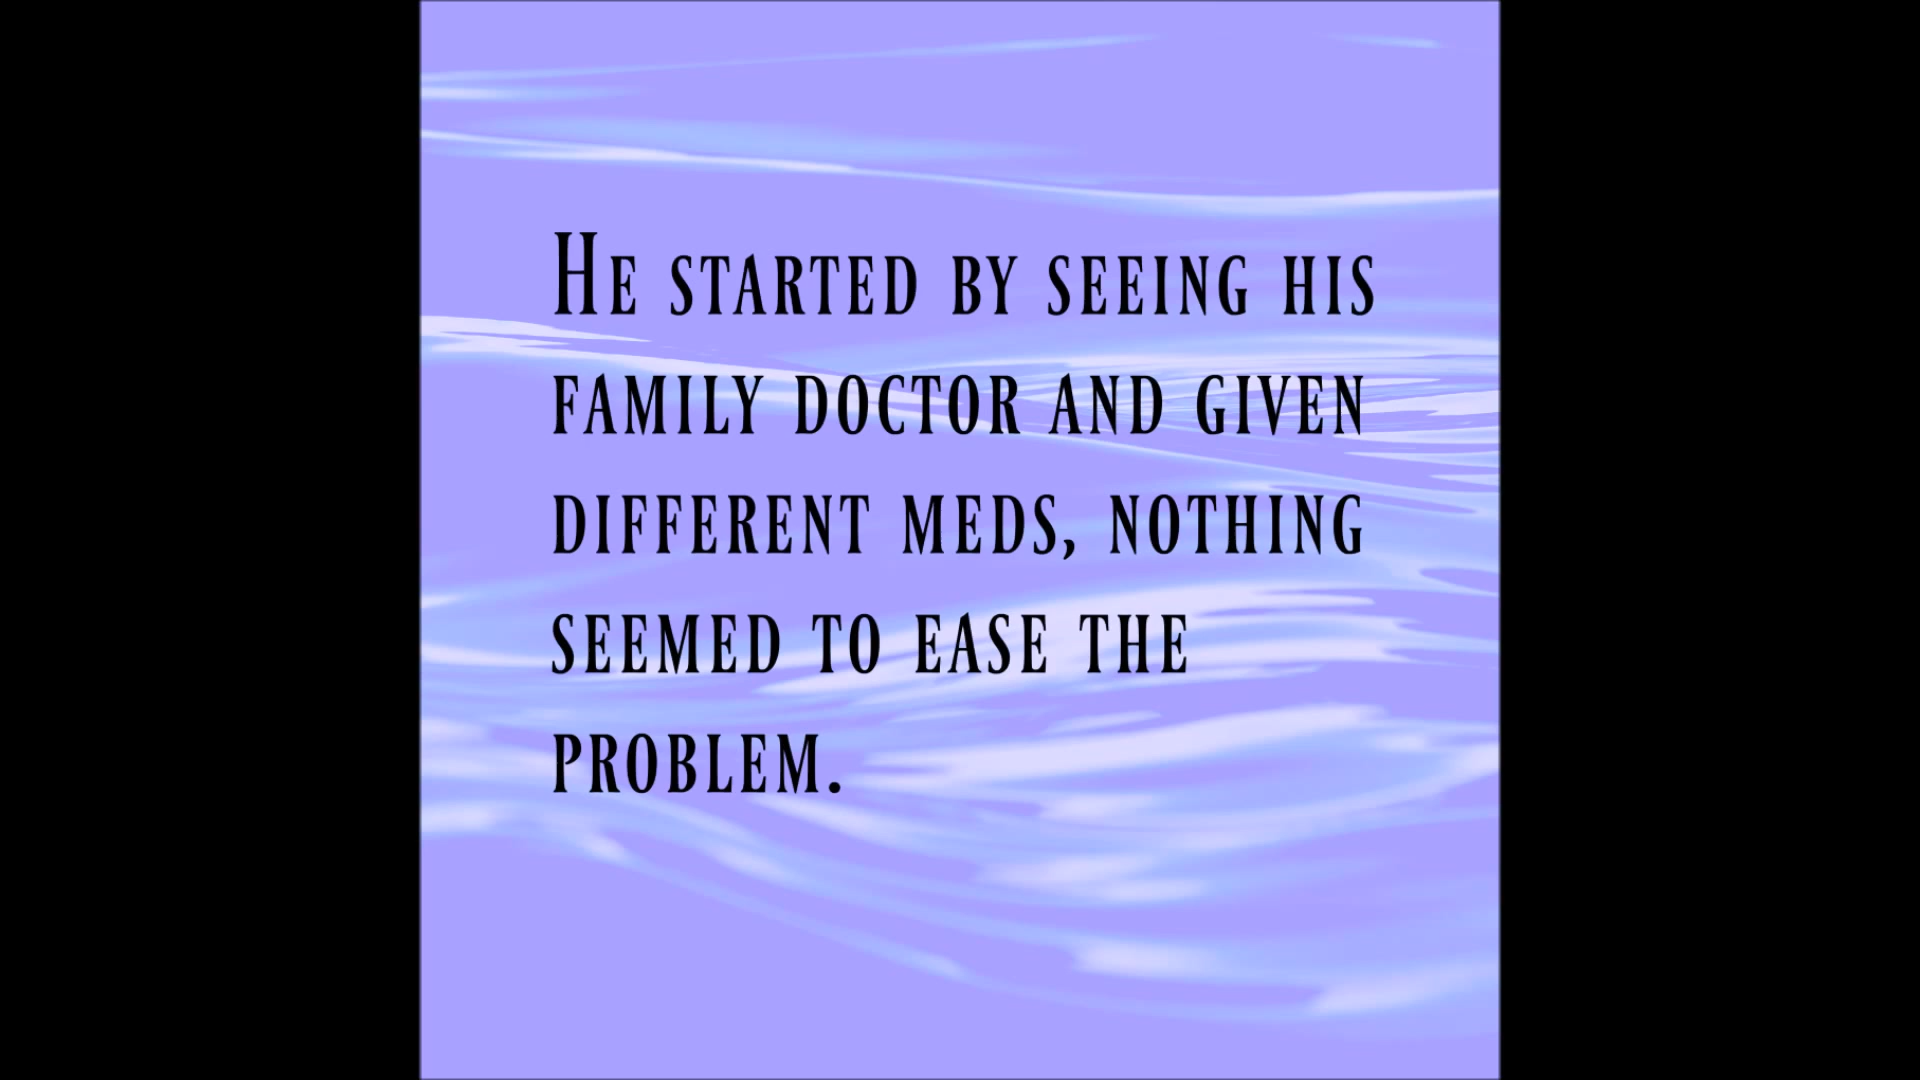 He started by seeing his
family doctor and given
different meds, nothing
seemed to ease the
problem.